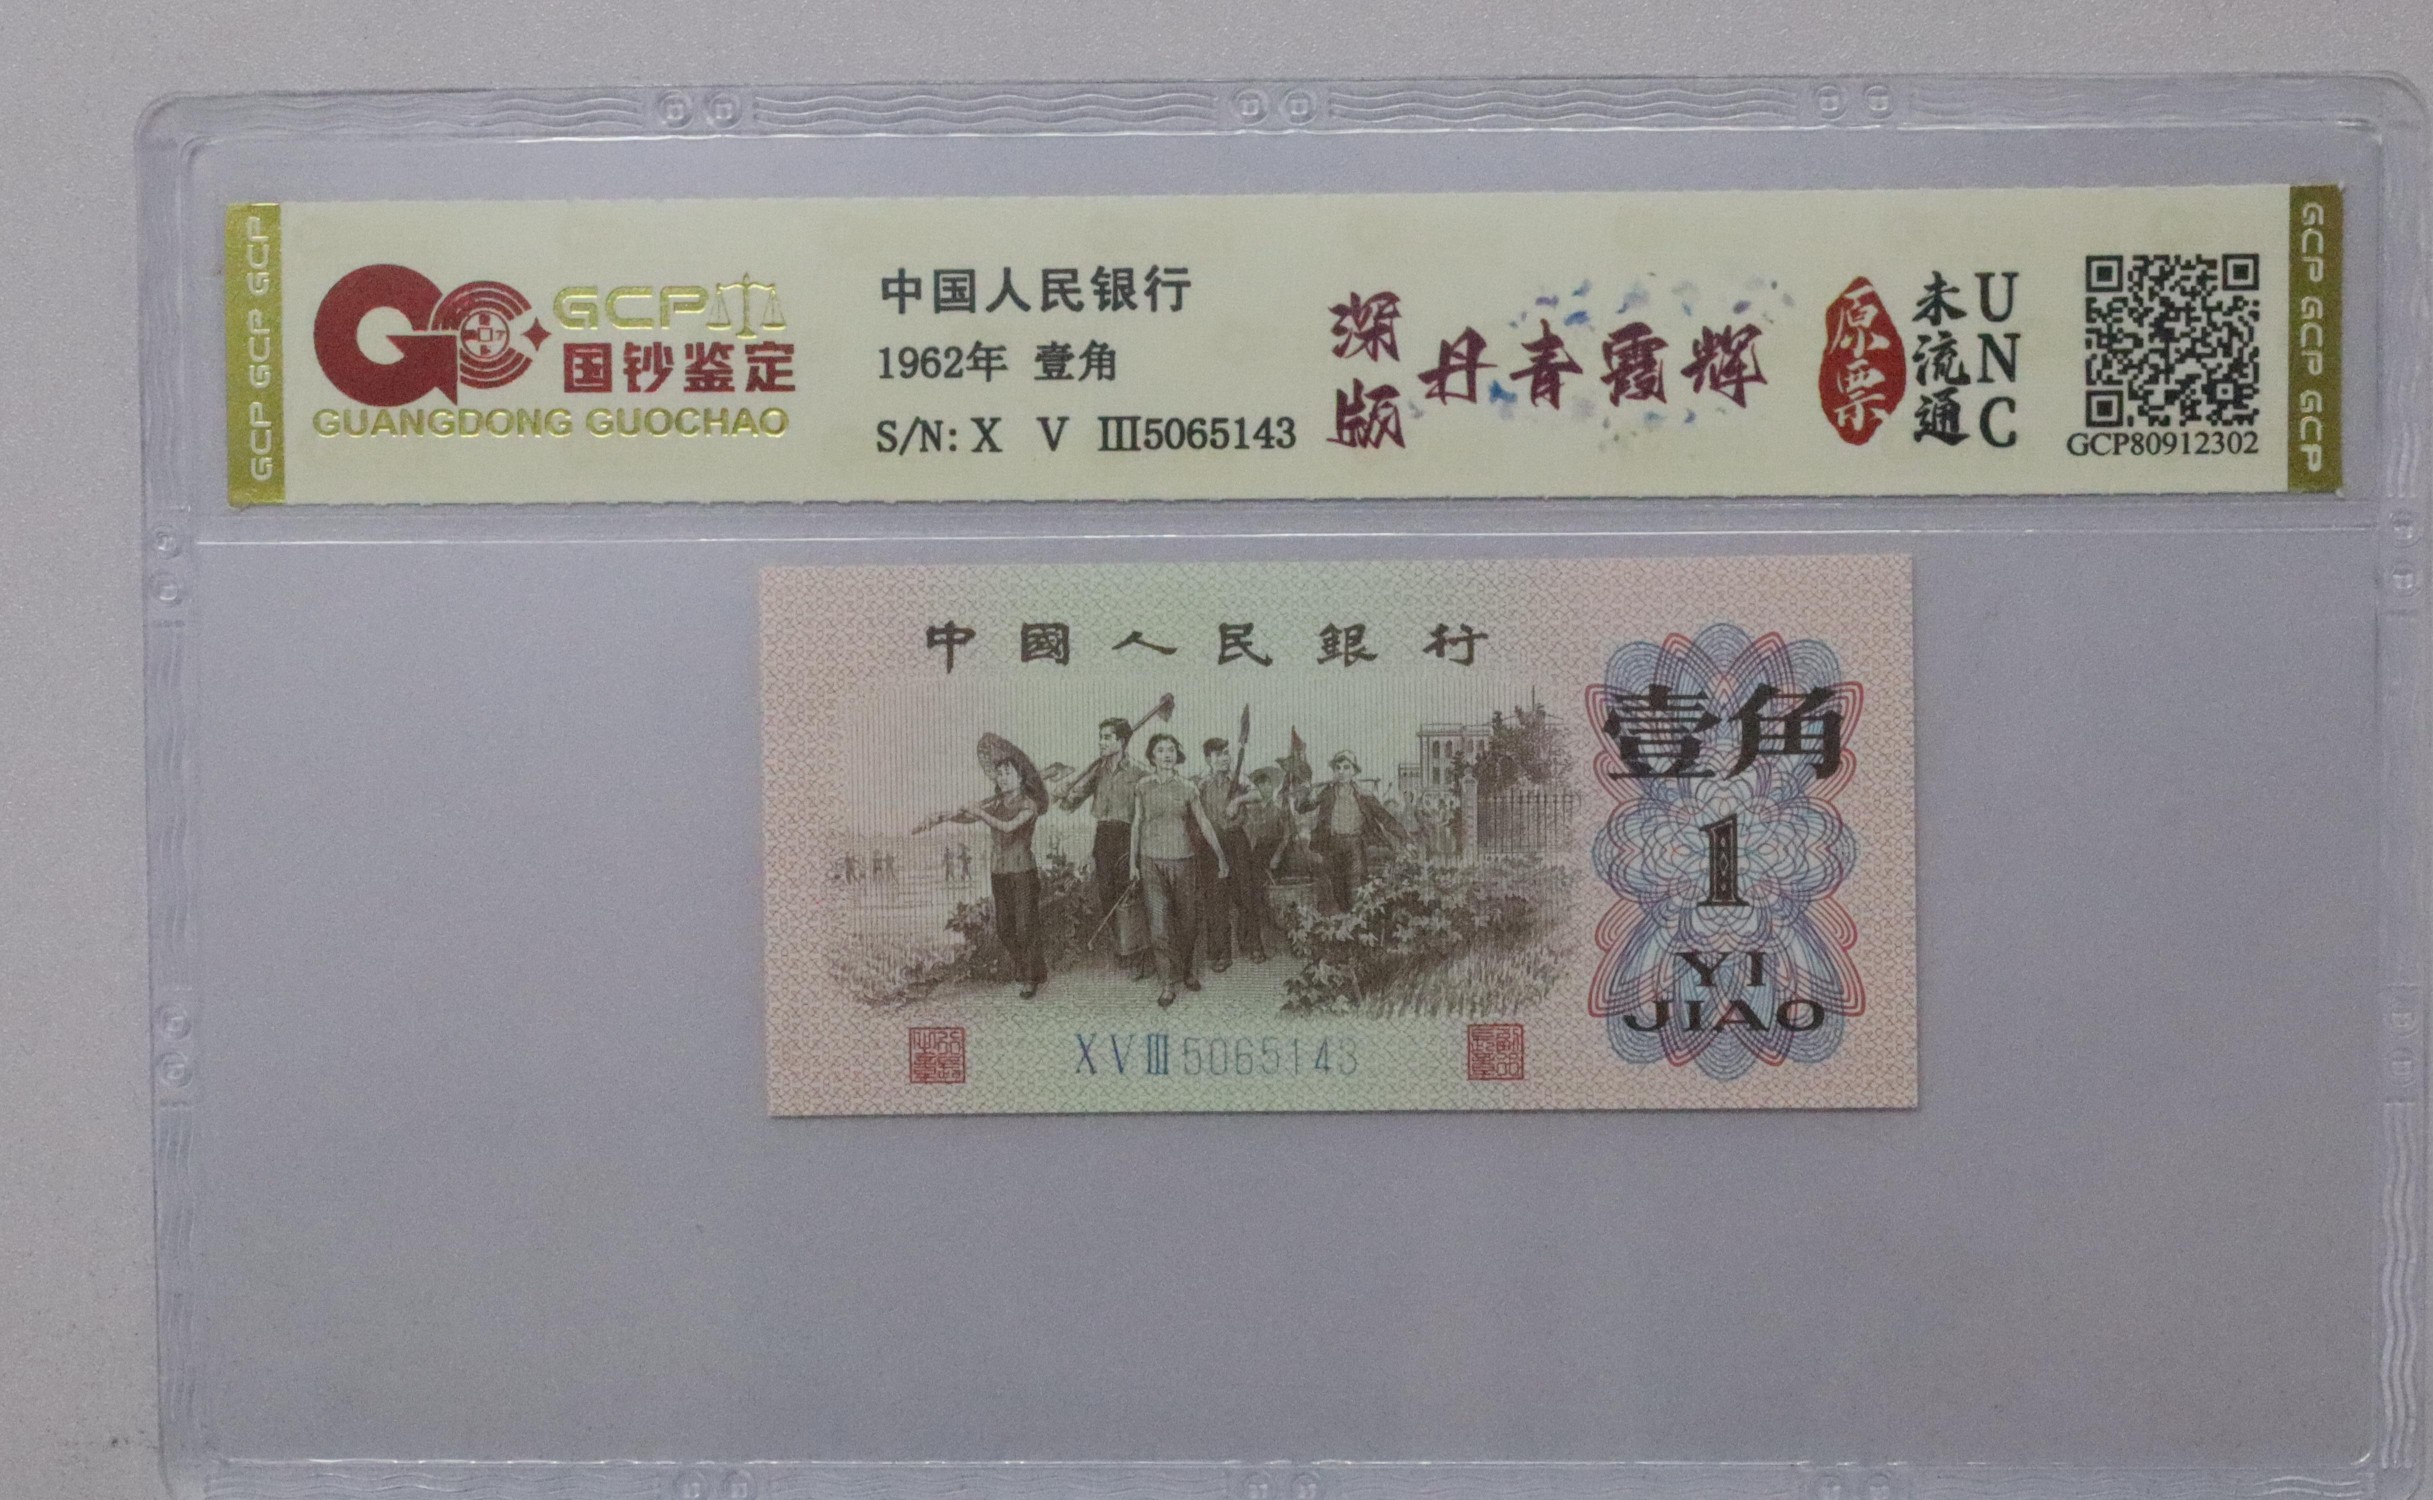 GCP GCP GCP
GCP
国钞鉴定
GUANGDONG GUOCHAO
中国人民银行
1962年 壹角
S/N: X V III5065143
深版
丹青霞辉
原票
未流通
UNC
GCP80912302
GCP GCP GCP
中國人民銀行
壹角
1
YI
JIAO
X V III 5065143